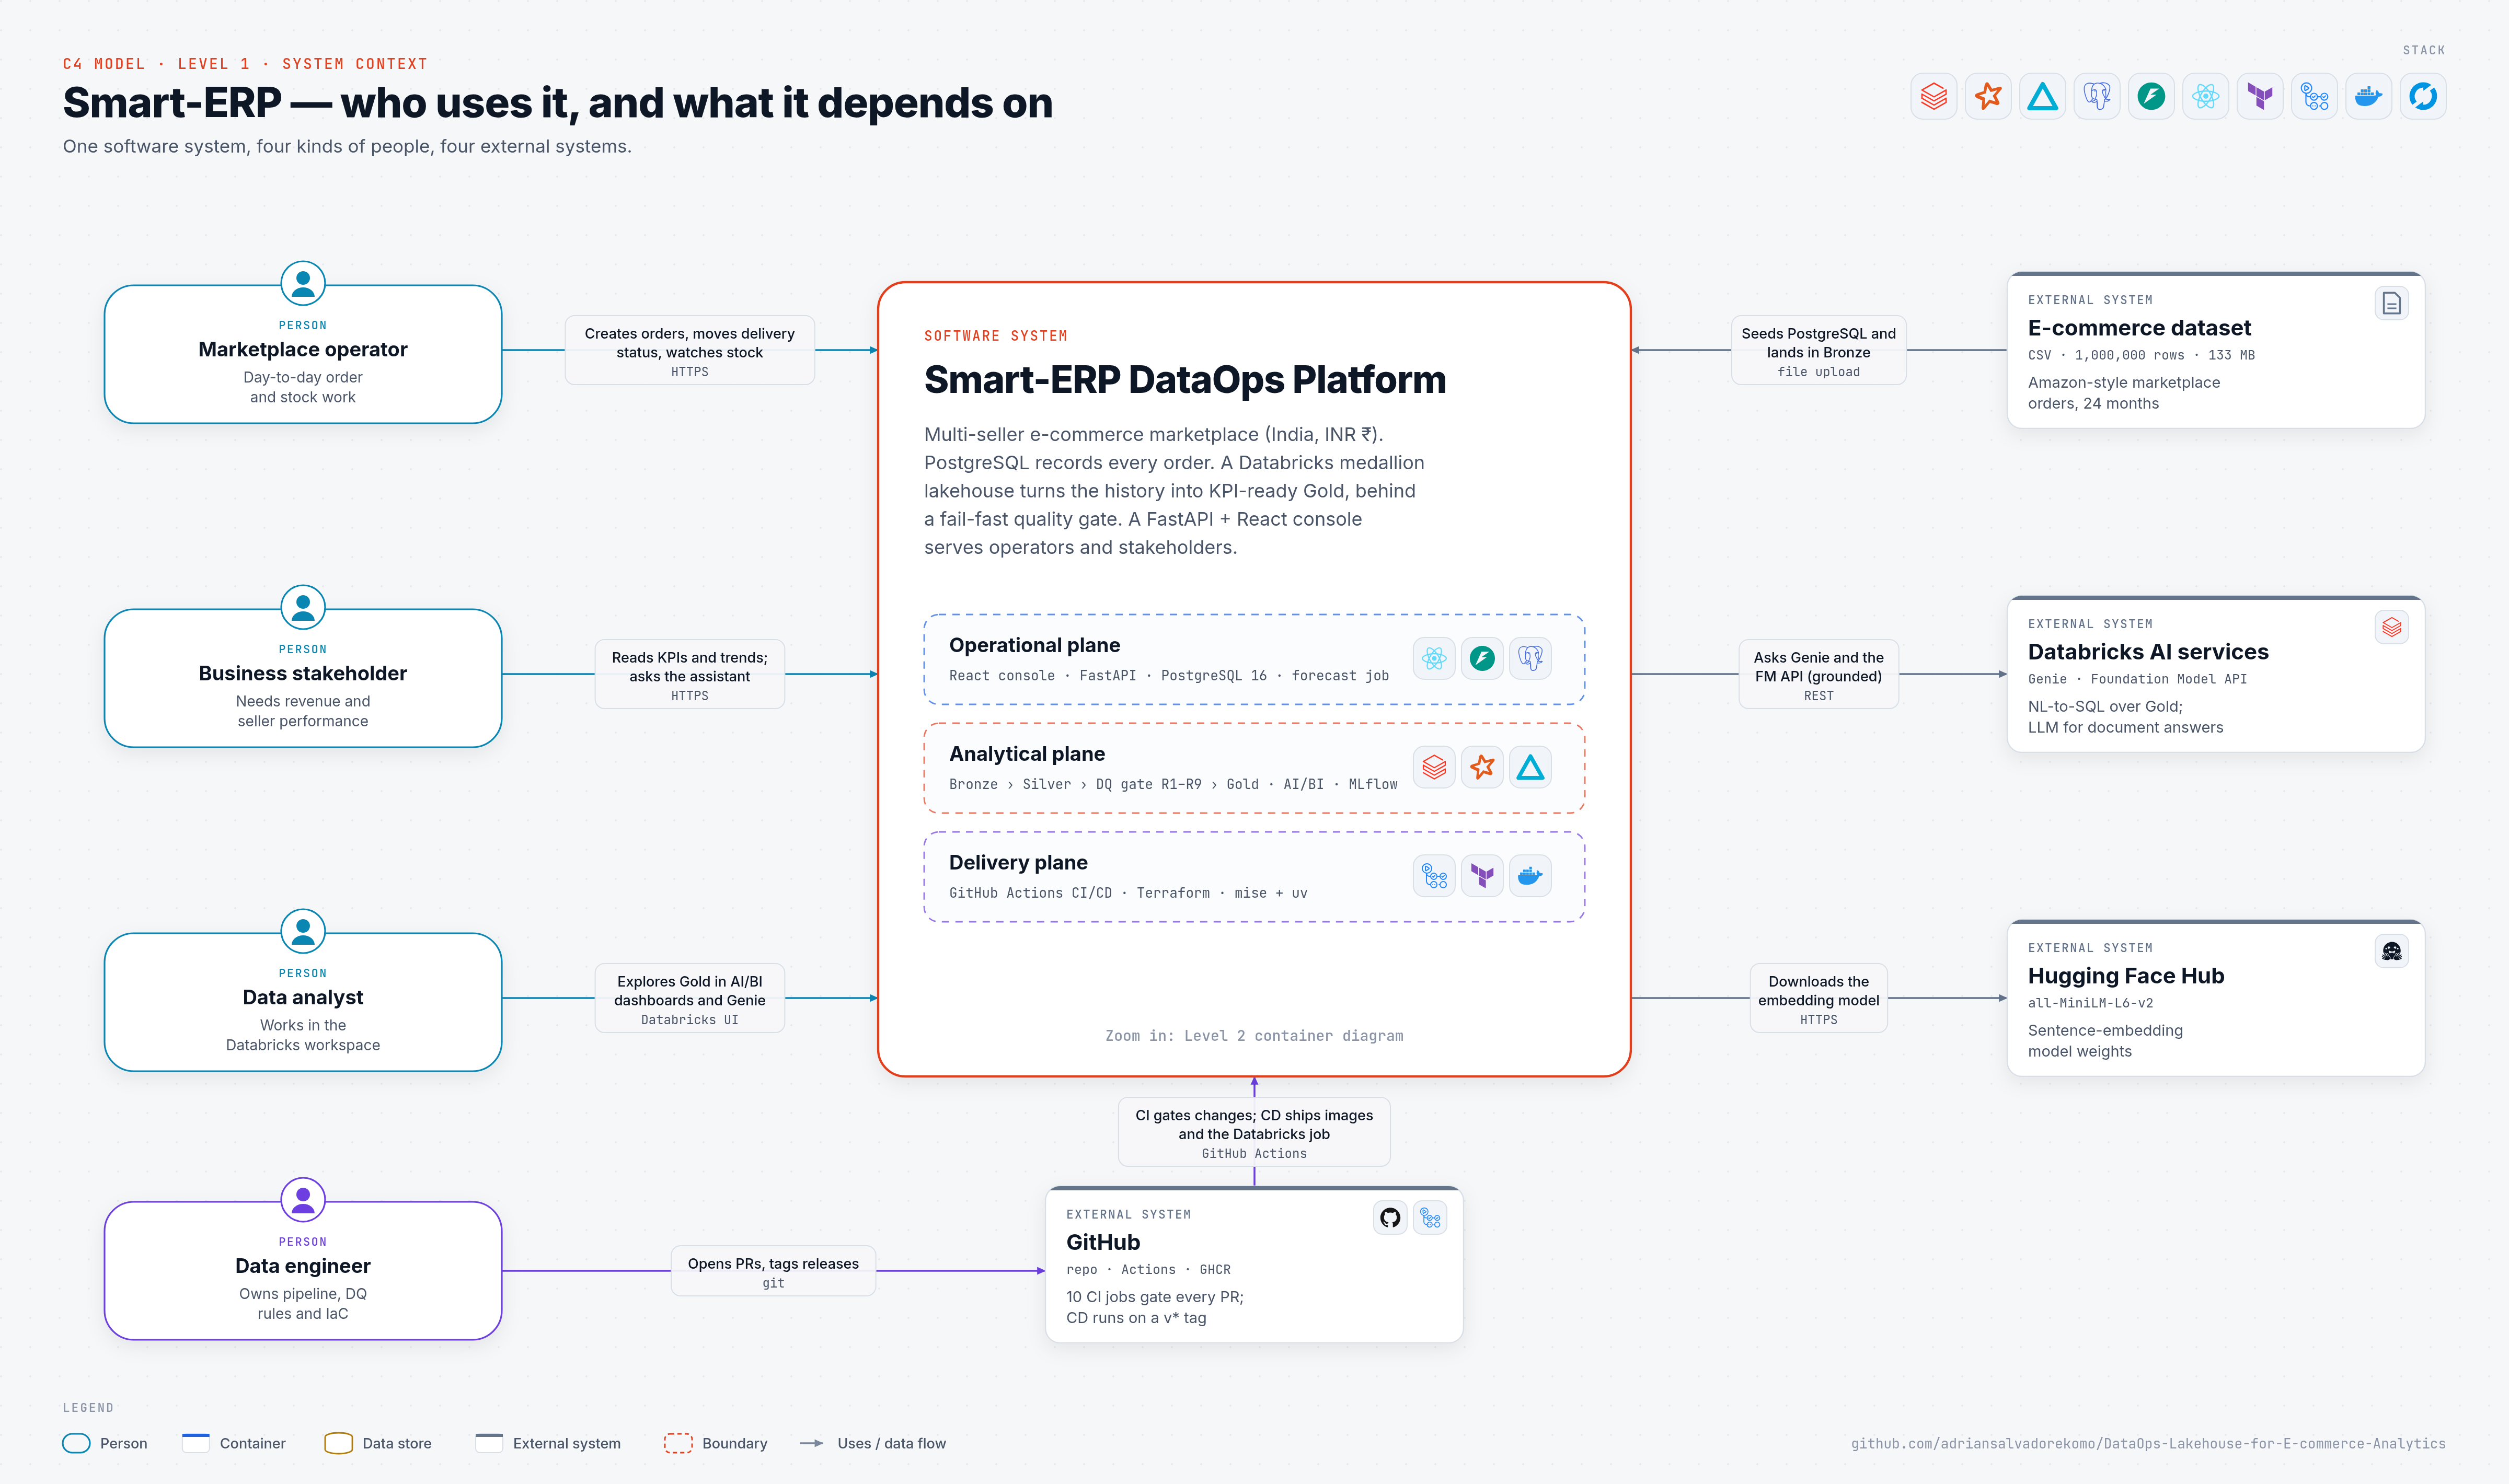 C4 MODEL · LEVEL 1 · SYSTEM CONTEXT
Smart-ERP — who uses it, and what it depends on
One software system, four kinds of people, four external systems.
STACK
PERSON
Marketplace operator
Day-to-day order
and stock work
Creates orders, moves delivery
status, watches stock
HTTPS
PERSON
Business stakeholder
Needs revenue and
seller performance
Reads KPIs and trends;
asks the assistant
HTTPS
PERSON
Data analyst
Works in the
Databricks workspace
Explores Gold in AI/BI
dashboards and Genie
Databricks UI
PERSON
Data engineer
Owns pipeline, DQ
rules and IaC
Opens PRs, tags releases
git
SOFTWARE SYSTEM
Smart-ERP DataOps Platform
Multi-seller e-commerce marketplace (India, INR ₹).
PostgreSQL records every order. A Databricks medallion
lakehouse turns the history into KPI-ready Gold, behind
a fail-fast quality gate. A FastAPI + React console
serves operators and stakeholders.
Operational plane
React console · FastAPI · PostgreSQL 16 · forecast job
Analytical plane
Bronze › Silver › DQ gate R1–R9 › Gold · AI/BI · MLflow
Delivery plane
GitHub Actions CI/CD · Terraform · mise + uv
Zoom in: Level 2 container diagram
CI gates changes; CD ships images
and the Databricks job
GitHub Actions
EXTERNAL SYSTEM
GitHub
repo · Actions · GHCR
10 CI jobs gate every PR;
CD runs on a v* tag
Seeds PostgreSQL and
lands in Bronze
file upload
EXTERNAL SYSTEM
E-commerce dataset
CSV · 1,000,000 rows · 133 MB
Amazon-style marketplace
orders, 24 months
Asks Genie and the
FM API (grounded)
REST
EXTERNAL SYSTEM
Databricks AI services
Genie · Foundation Model API
NL-to-SQL over Gold;
LLM for document answers
Downloads the
embedding model
HTTPS
EXTERNAL SYSTEM
Hugging Face Hub
all-MiniLM-L6-v2
Sentence-embedding
model weights
LEGEND
Person
Container
Data store
External system
Boundary
Uses / data flow
github.com/adriansalvadorekomo/DataOps-Lakehouse-for-E-commerce-Analytics